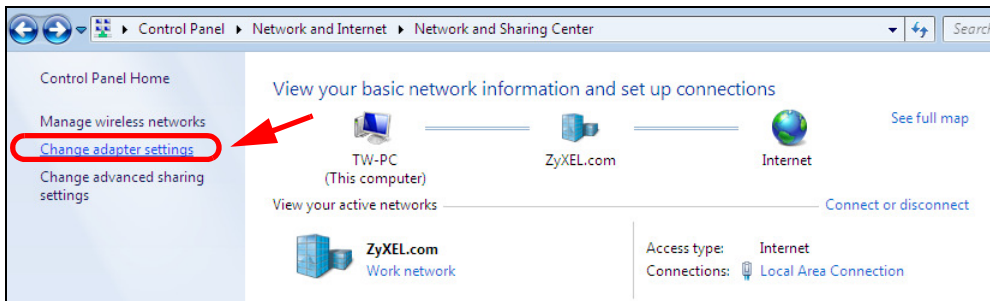 Control Panel Network and Internet Network and Sharing Center
Search
Control Panel Home
Manage wireless networks
Change adapter settings
Change advanced sharing
settings
View your basic network information and set up connections
See full map
TW-PC
(This computer)
ZyXEL.com
Internet
View your active networks
Connect or disconnect
ZyXEL.com
Work network
Access type: Internet
Connections: Local Area Connection